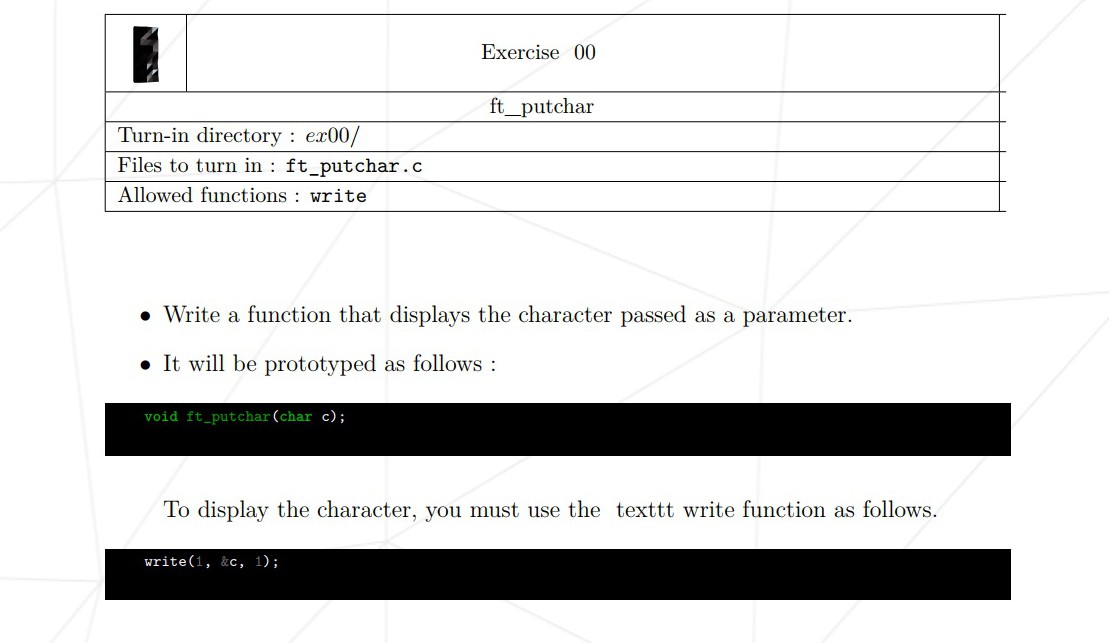 Exercise 00
ft_putchar
Turn-in directory : ex00/
Files to turn in : ft_putchar.c
Allowed functions : write
• Write a function that displays the character passed as a parameter.
• It will be prototyped as follows :
void ft_putchar(char c);
To display the character, you must use the texttt write function as follows.
write(1, &c, 1);